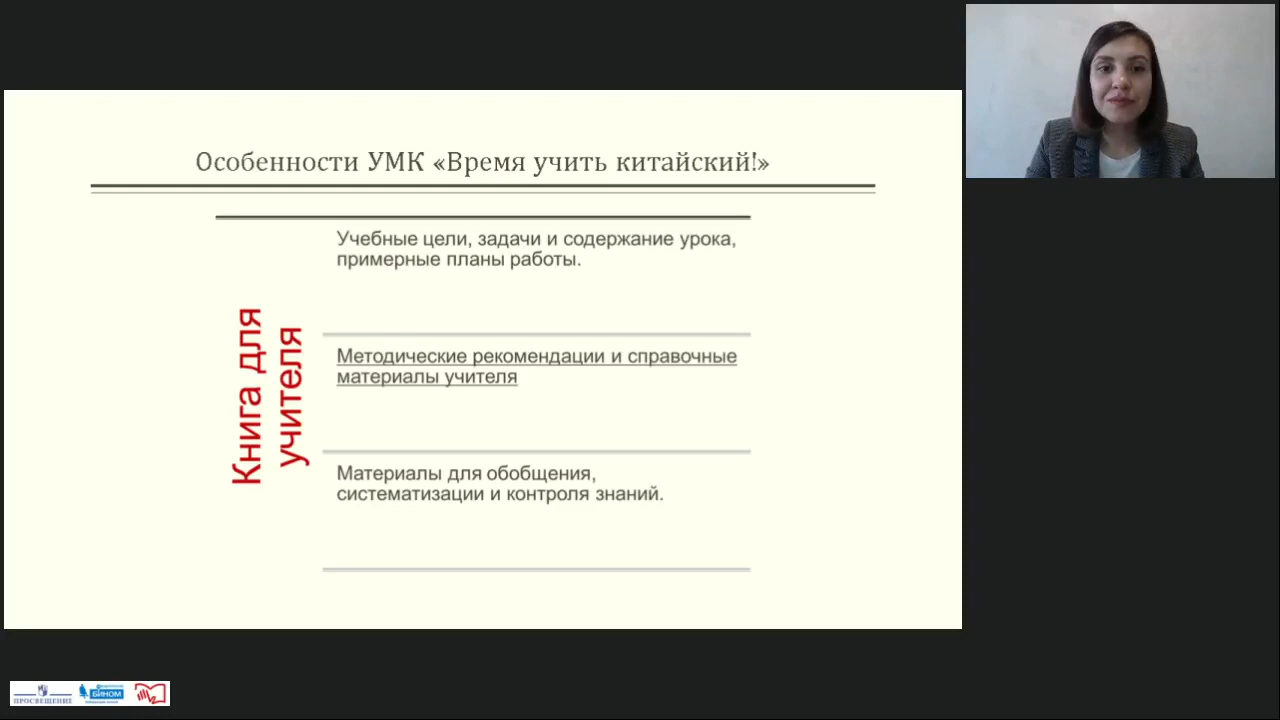 Особенности УМК «Время учить китайский!»
Книга для
учителя
Учебные цели, задачи и содержание урока,
примерные планы работы.
Методические рекомендации и справочные
материалы учителя
Материалы для обобщения,
систематизации и контроля знаний.
ПРОСВЕЩЕНИЕ
БИНОМ